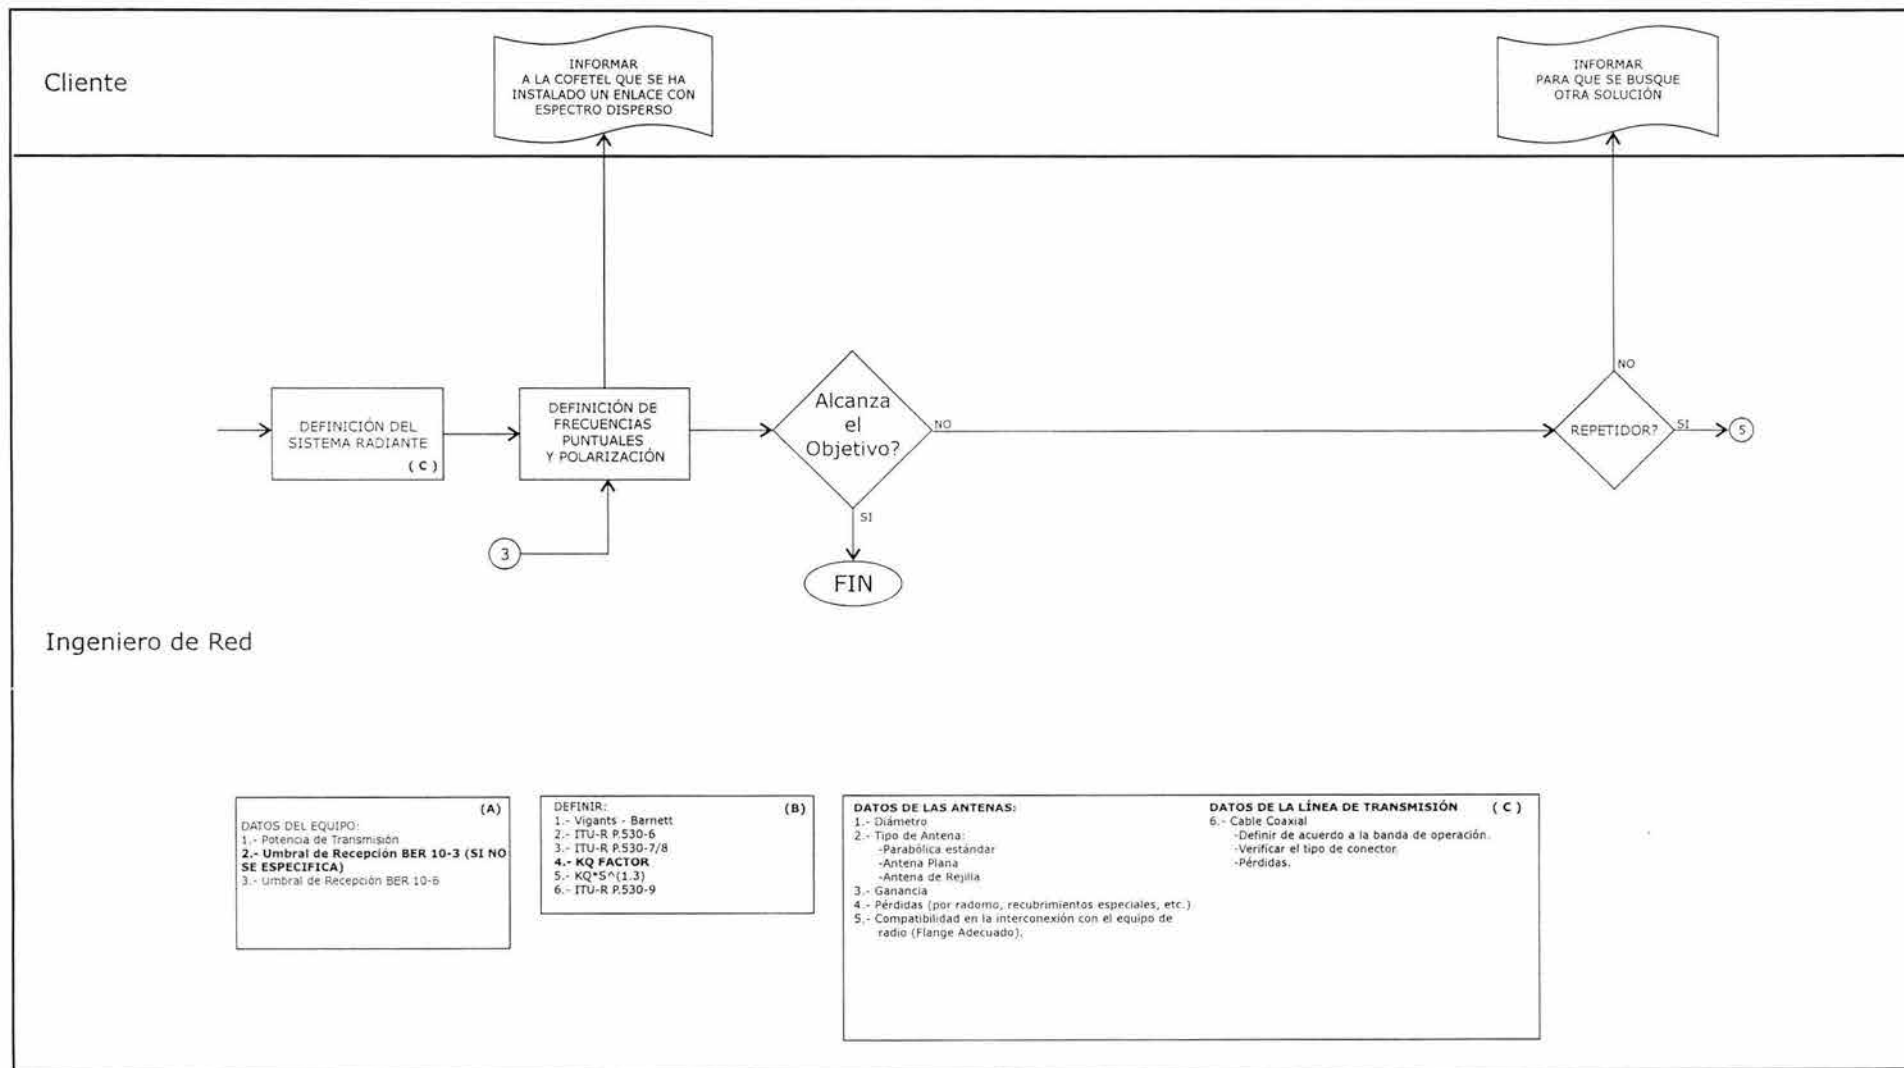 Cliente
INFORMAR
A LA COFETEL QUE SE HA
INSTALADO UN ENLACE CON
ESPECTRO DISPERSO
INFORMAR
PARA QUE SE BUSQUE
OTRA SOLUCIÓN
DEFINICIÓN DEL
SISTEMA RADIANTE
( C )
DEFINICIÓN DE
FRECUENCIAS
PUNTUALES
Y POLARIZACIÓN
3
Alcanza
el
Objetivo?
NO
SI
FIN
REPETIDOR?
NO
SI
5
Ingeniero de Red
(A)
DATOS DEL EQUIPO:
1.- Potencia de Transmisión
2.- Umbral de Recepción BER 10-3 (SI NO
SE ESPECIFICA)
3.- Umbral de Recepción BER 10-6
DEFINIR: (B)
1.- Vigants - Barnett
2.- ITU-R P.530-6
3.- ITU-R P.530-7/8
4.- KQ FACTOR
5.- KQ*S^(1.3)
6.- ITU-R P.530-9
DATOS DE LAS ANTENAS:
1.- Diámetro
2.- Tipo de Antena:
-Parabólica estándar
-Antena Plana
-Antena de Rejilla
3.- Ganancia
4.- Pérdidas (por radomo, recubrimientos especiales, etc.)
5.- Compatibilidad en la interconexión con el equipo de
radio (Flange Adecuado).
DATOS DE LA LÍNEA DE TRANSMISIÓN ( C )
6.- Cable Coaxial
-Definir de acuerdo a la banda de operación.
-Verificar el tipo de conector.
-Pérdidas.